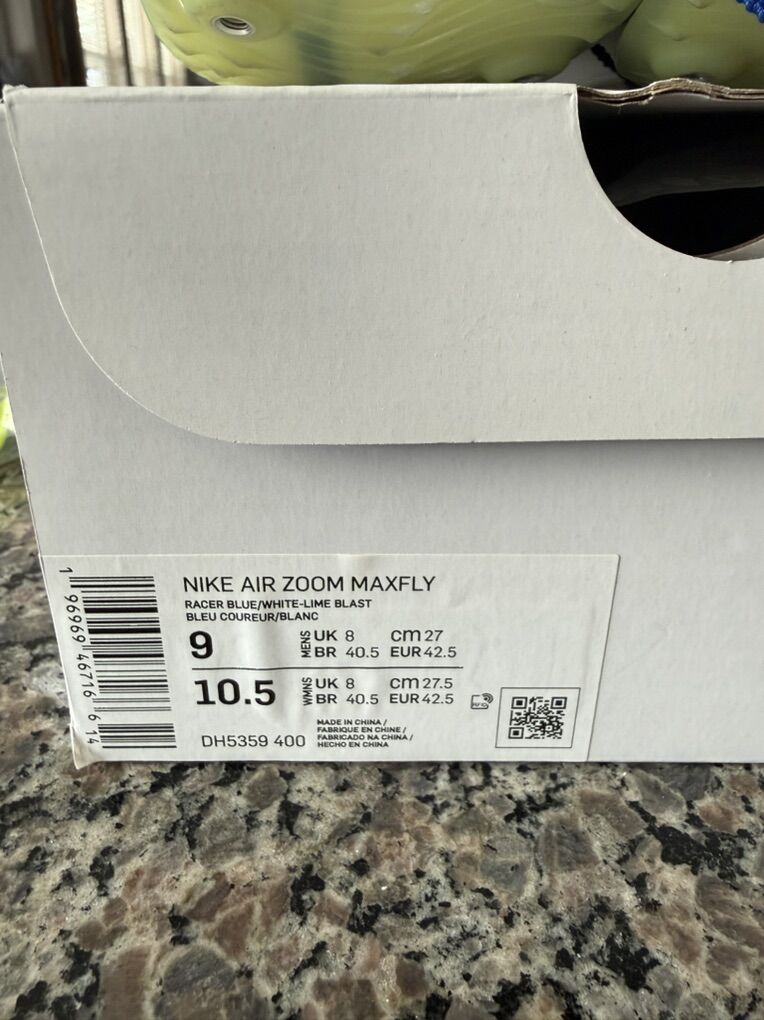 NIKE AIR ZOOM MAXFLY
RACER BLUE/WHITE-LIME BLAST
BLEU COUREUR/BLANC
9 MENS UK 8 CM 27
BR 40.5 EUR 42.5
10.5 WMNS UK 8 CM 27.5
BR 40.5 EUR 42.5
DH5359 400
MADE IN CHINA /
FABRIQUE EN CHINE /
FABRICADO NA CHINA /
HECHO EN CHINA
1 96969 46716 6 14